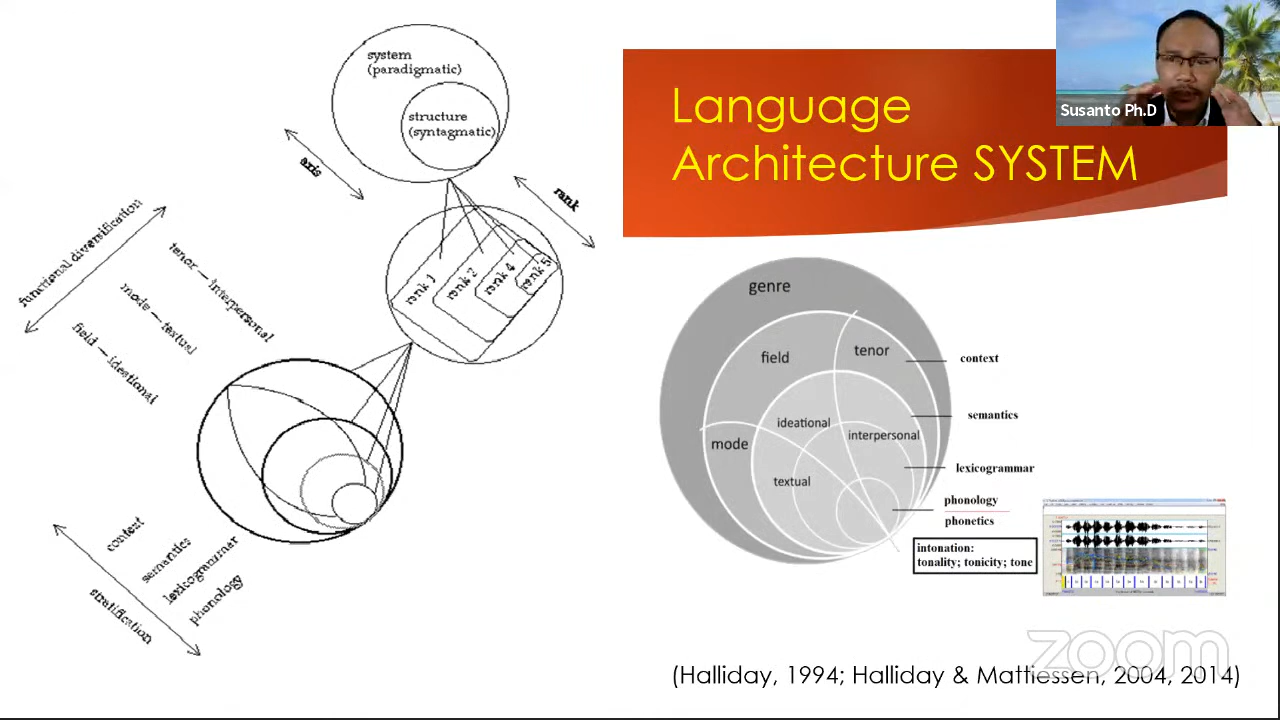 system
(paradigmatic)
structure
(syntagmatic)
axis
rank
rank 1
rank 2
rank 4
rank 5
functional diversification
tenor — interpersonal
mode — textual
field — ideational
context
semantics
lexicogrammar
phonology
stratification
Susanto Ph.D
Language
Architecture SYSTEM
genre
field
tenor
mode
ideational
interpersonal
textual
context
semantics
lexicogrammar
phonology
phonetics
intonation:
tonality; tonicity; tone
zoom
(Halliday, 1994; Halliday & Mattiessen, 2004, 2014)